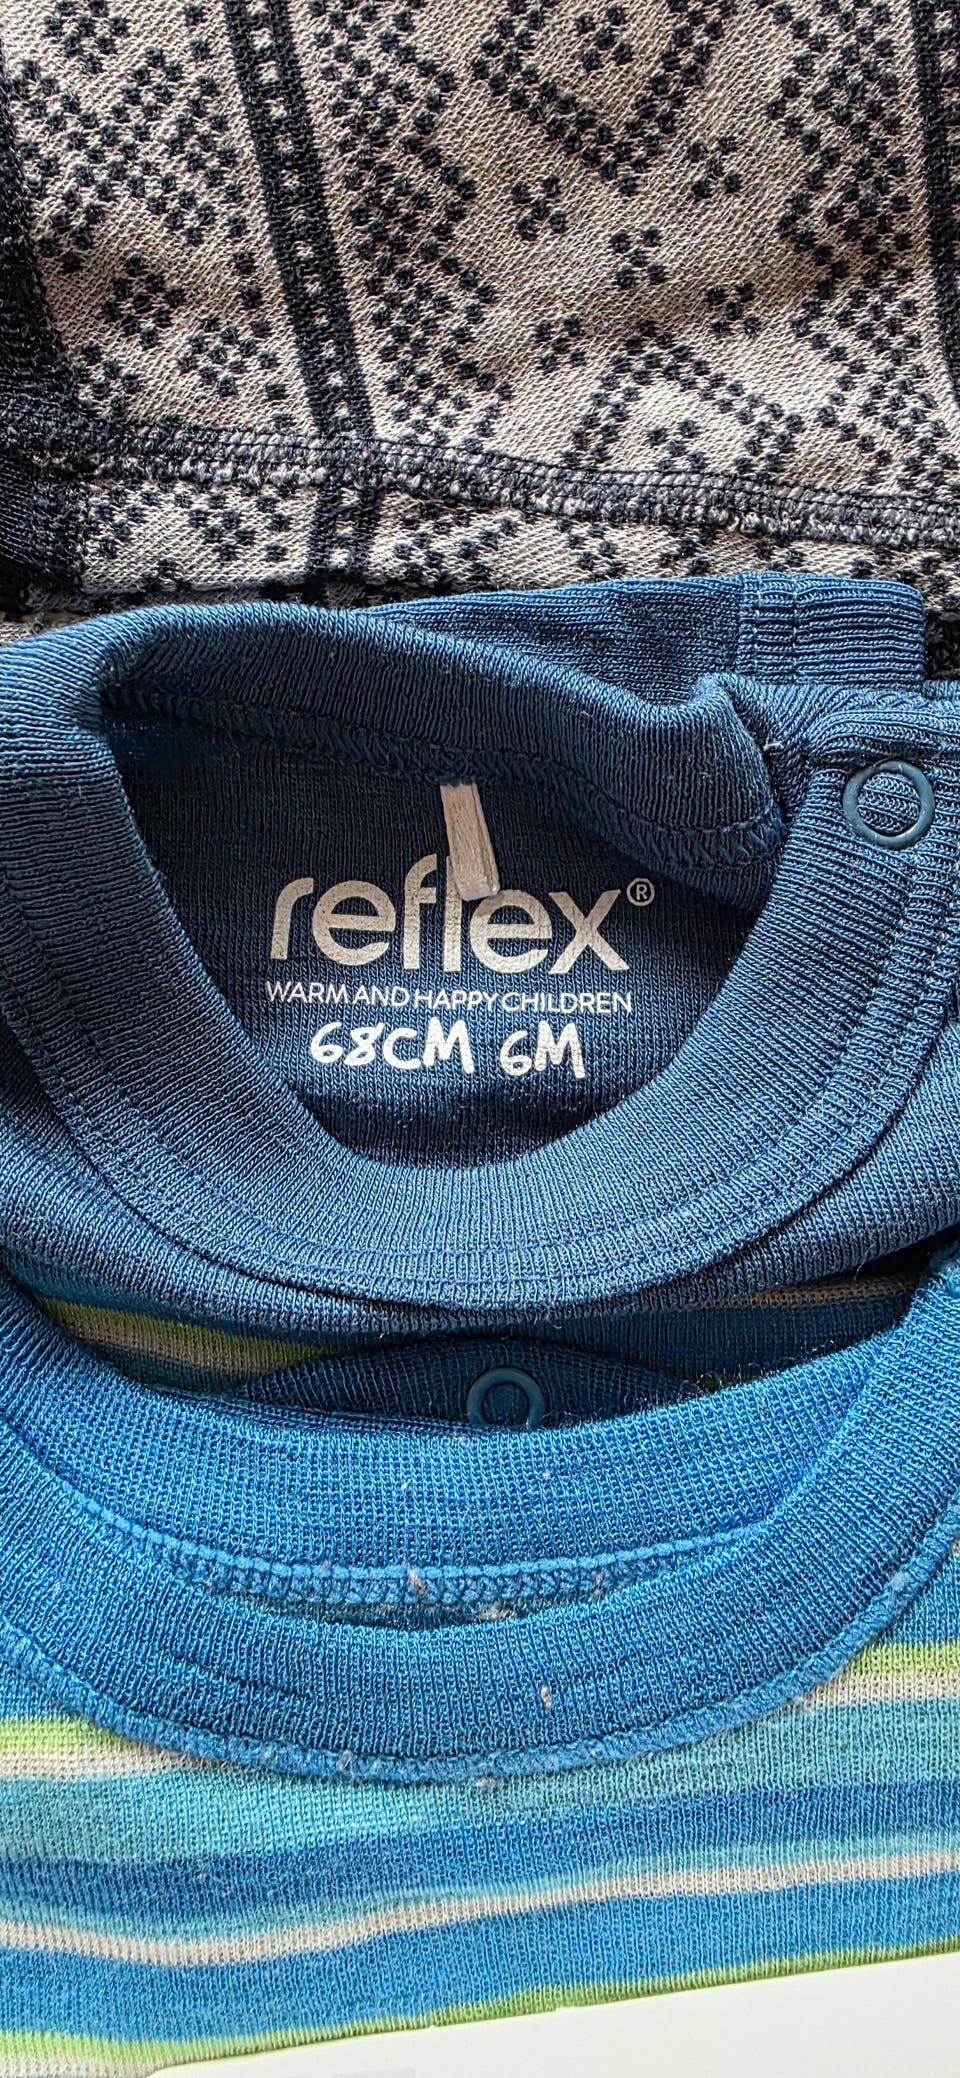 reflex®
WARM AND HAPPY CHILDREN
68CM 6M